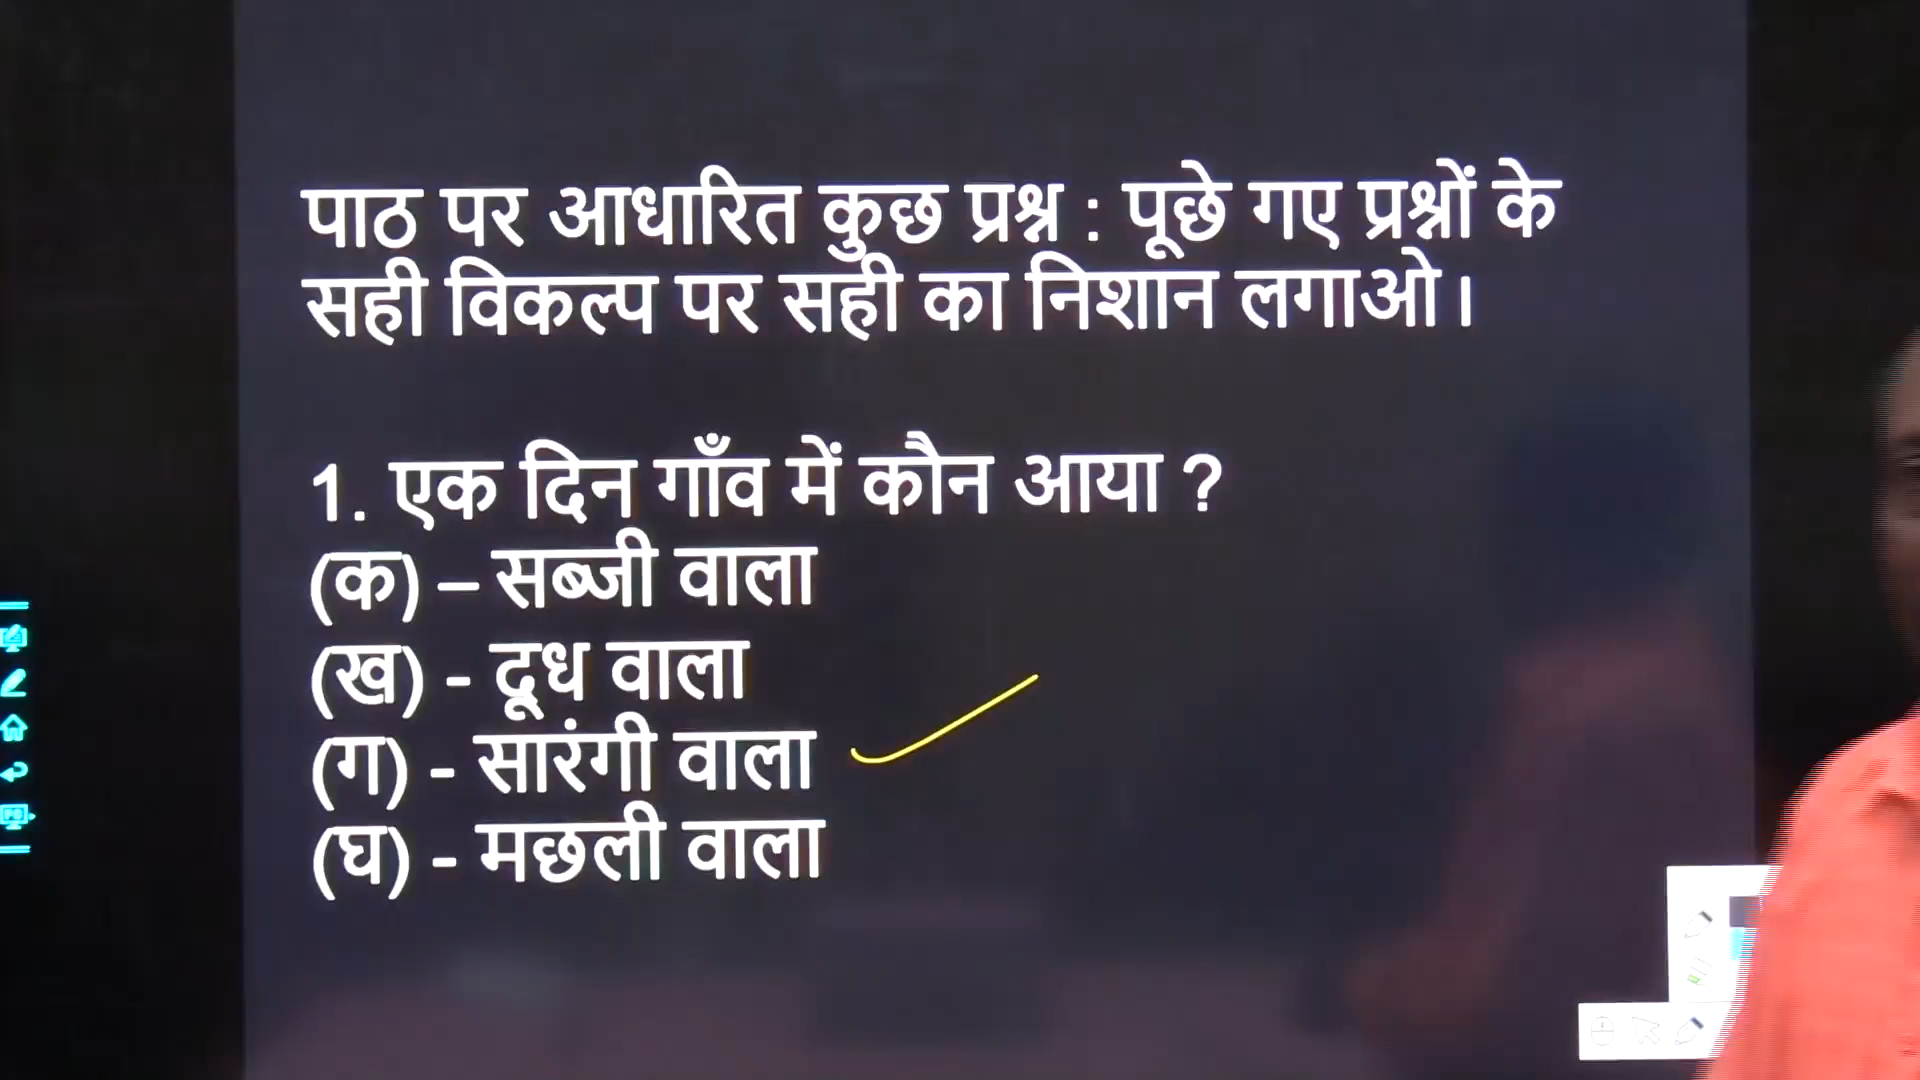 पाठ पर आधारित कुछ प्रश्न : पूछे गए प्रश्नों के
सही विकल्प पर सही का निशान लगाओ ।
1. एक दिन गाँव में कौन आया ?
(क) – सब्जी वाला
(ख) - दूध वाला
(ग) - सारंगी वाला
(घ) - मछली वाला